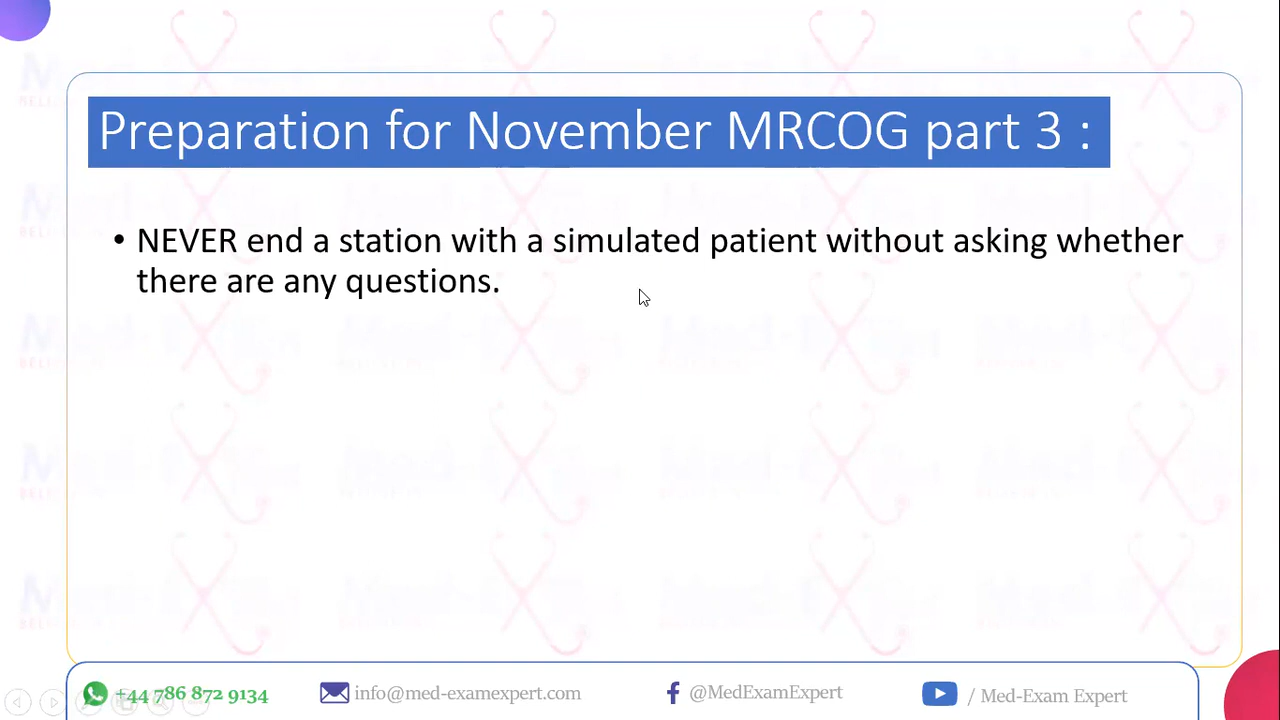 Preparation for November MRCOG part 3 :
• NEVER end a station with a simulated patient without asking whether
there are any questions.
+44 786 872 9134
info@med-examexpert.com
@MedExamExpert
/ Med-Exam Expert